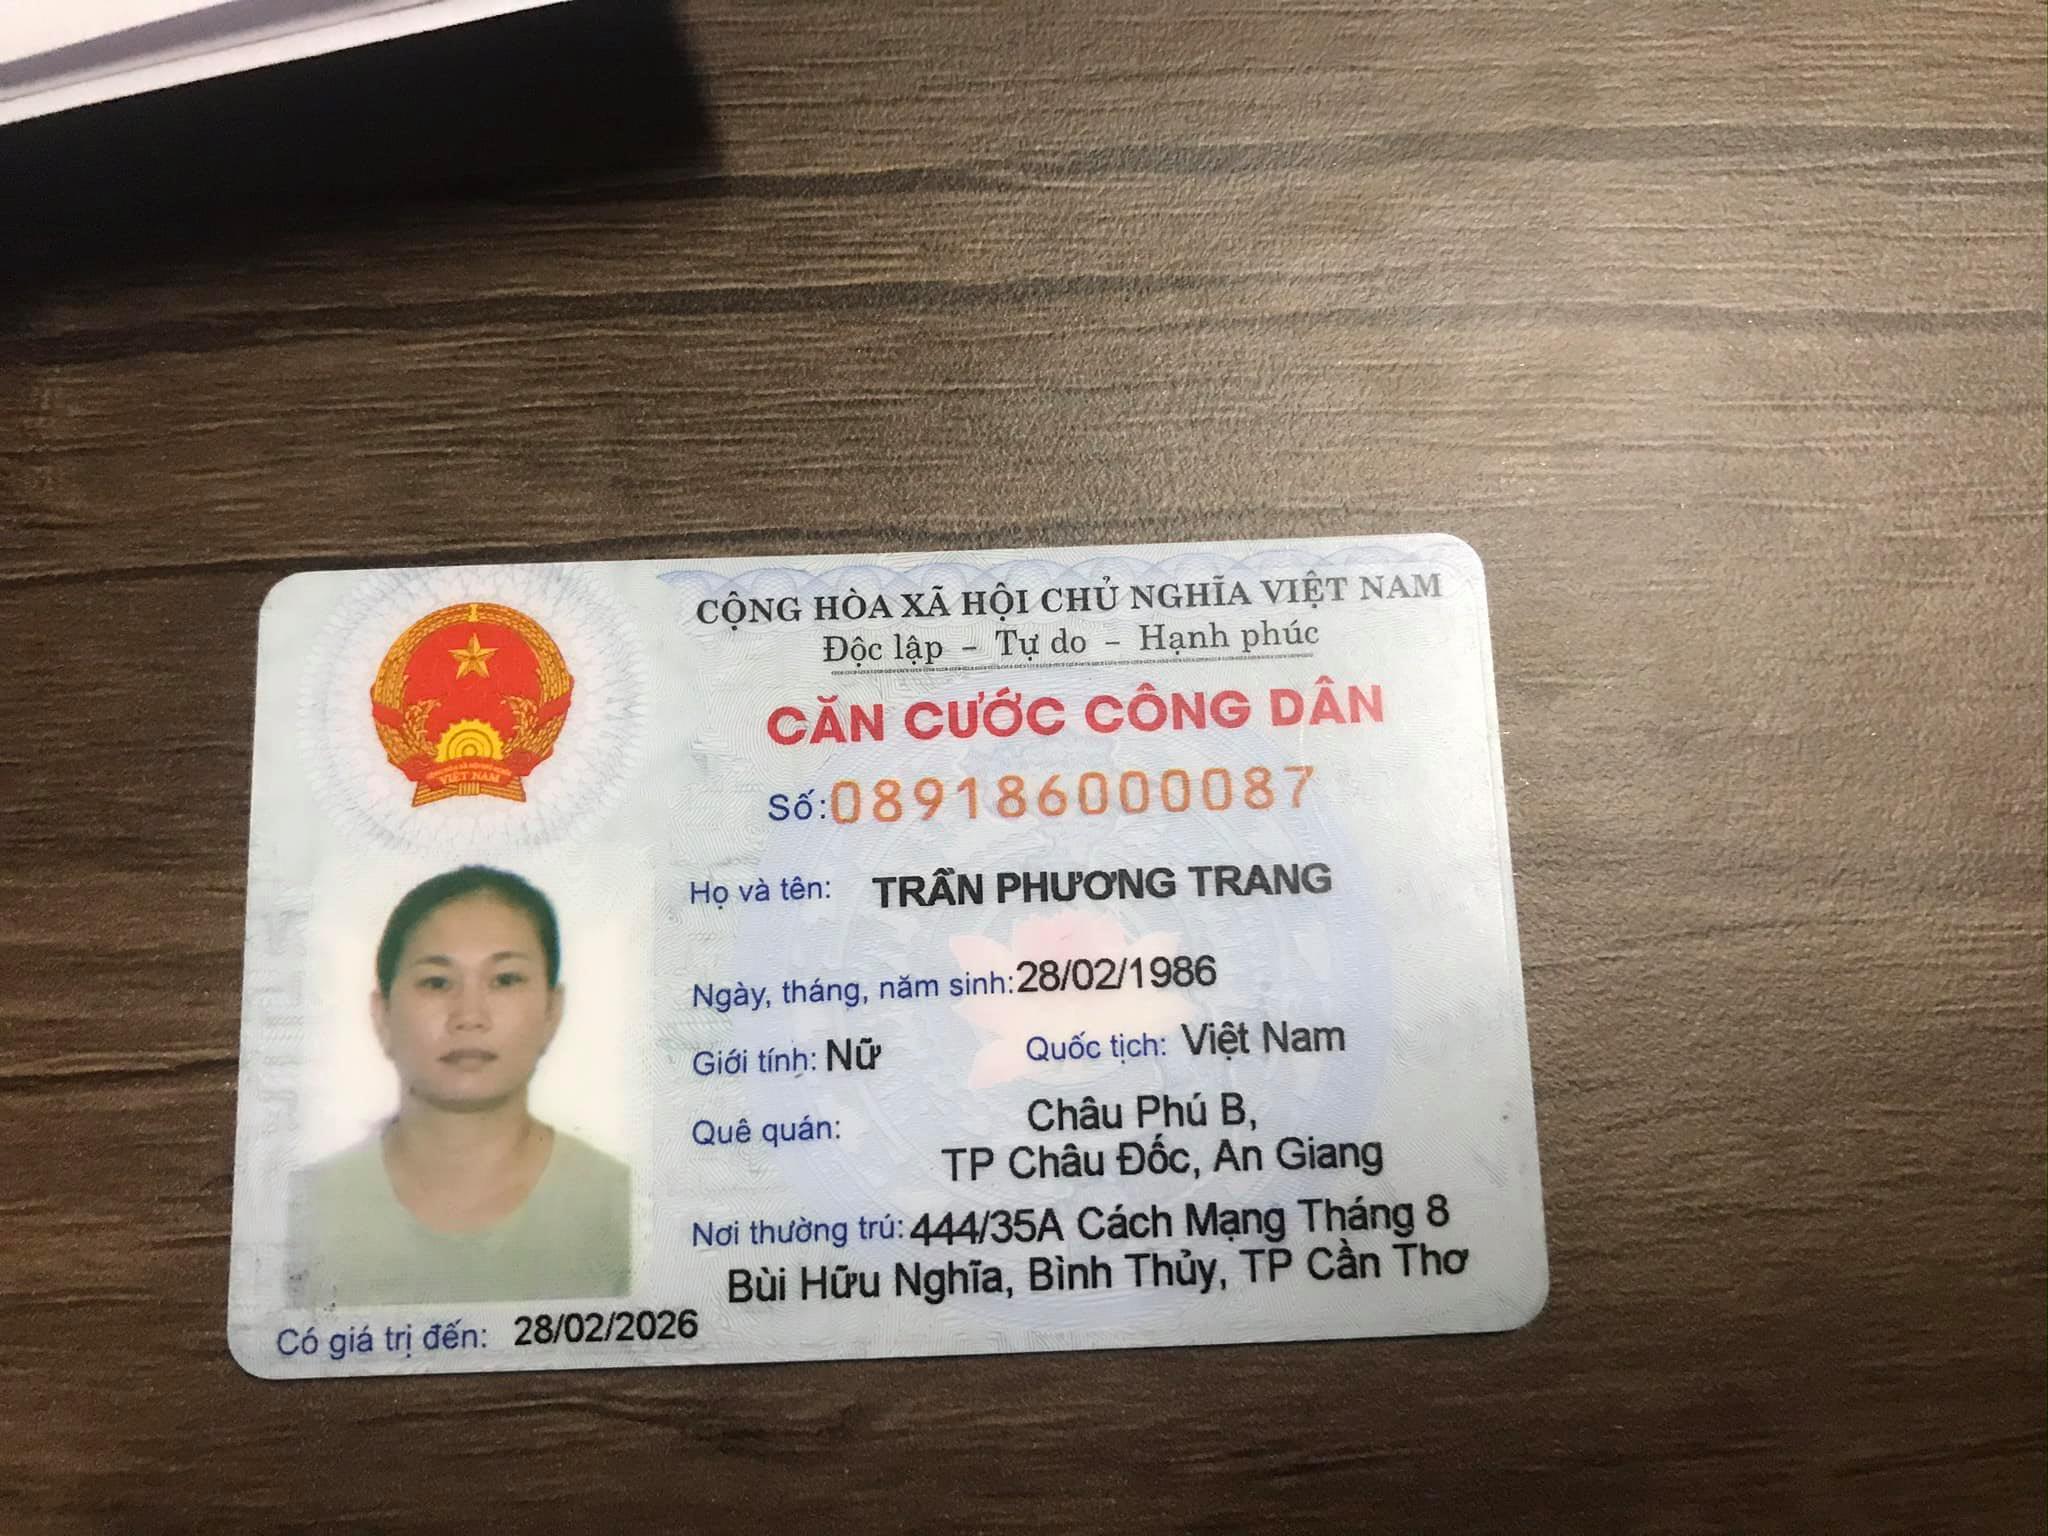 CỘNG HÒA XÃ HỘI CHỦ NGHĨA VIỆT NAM
Độc lập - Tự do - Hạnh phúc
CĂN CƯỚC CÔNG DÂN
Số: 089186000087
Họ và tên: TRẦN PHƯƠNG TRANG
Ngày, tháng, năm sinh: 28/02/1986
Giới tính: Nữ Quốc tịch: Việt Nam
Quê quán: Châu Phú B,
TP Châu Đốc, An Giang
Nơi thường trú: 444/35A Cách Mạng Tháng 8
Bùi Hữu Nghĩa, Bình Thủy, TP Cần Thơ
Có giá trị đến: 28/02/2026
VIỆT NAM